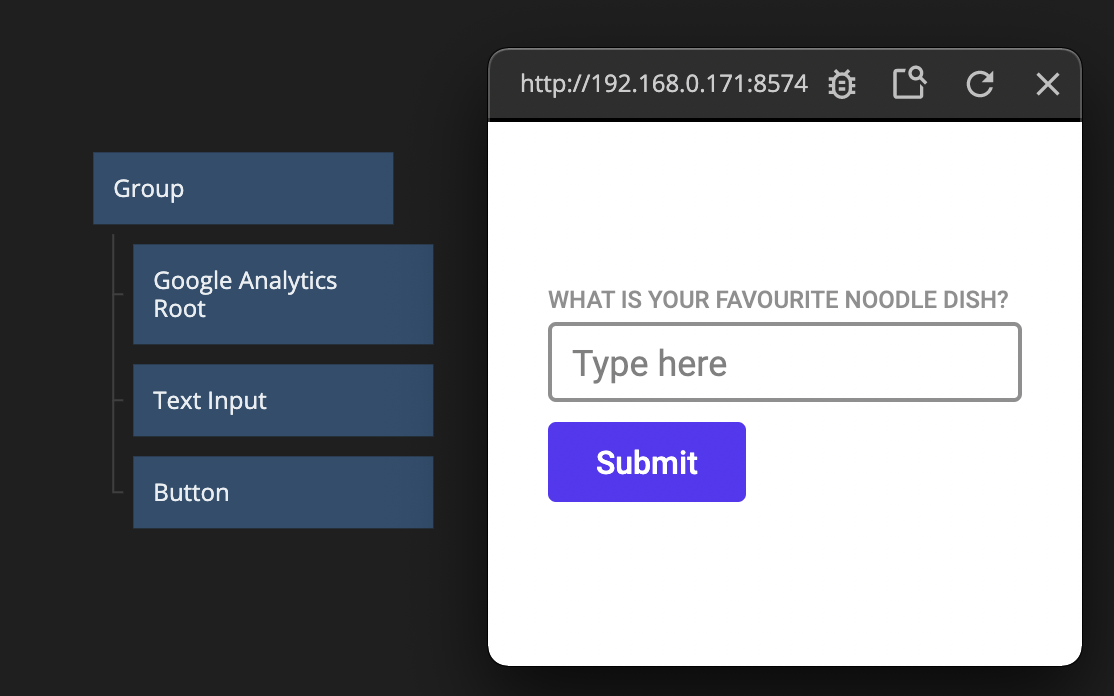 Group
Google Analytics
Root
Text Input
Button
http://192.168.0.171:8574
WHAT IS YOUR FAVOURITE NOODLE DISH?
Type here
Submit